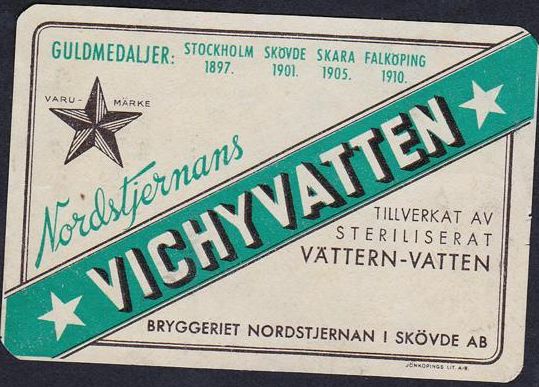 GULDMEDALJER: STOCKHOLM 1897. SKÖVDE 1901. SKARA 1905. FALKÖPING 1910.
VARU-MÄRKE
Nordstjernans
VICHYVATTEN
TILLVERKAT AV
STERILISERAT
VÄTTERN-VATTEN
BRYGGERIET NORDSTJERNAN I SKÖVDE AB
JÖNKÖPINGS LIT. A-B.